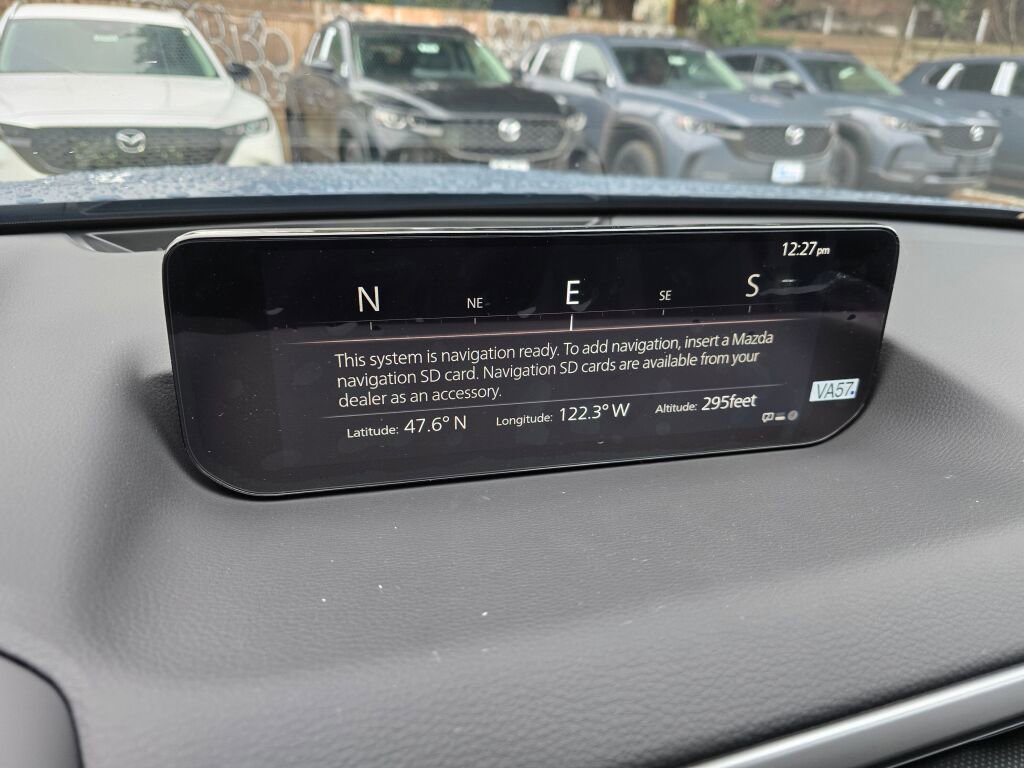 12:27pm
N NE E SE S
This system is navigation ready. To add navigation, insert a Mazda
navigation SD card. Navigation SD cards are available from your
dealer as an accessory.
Latitude: 47.6° N Longitude: 122.3° W Altitude: 295feet
VA57